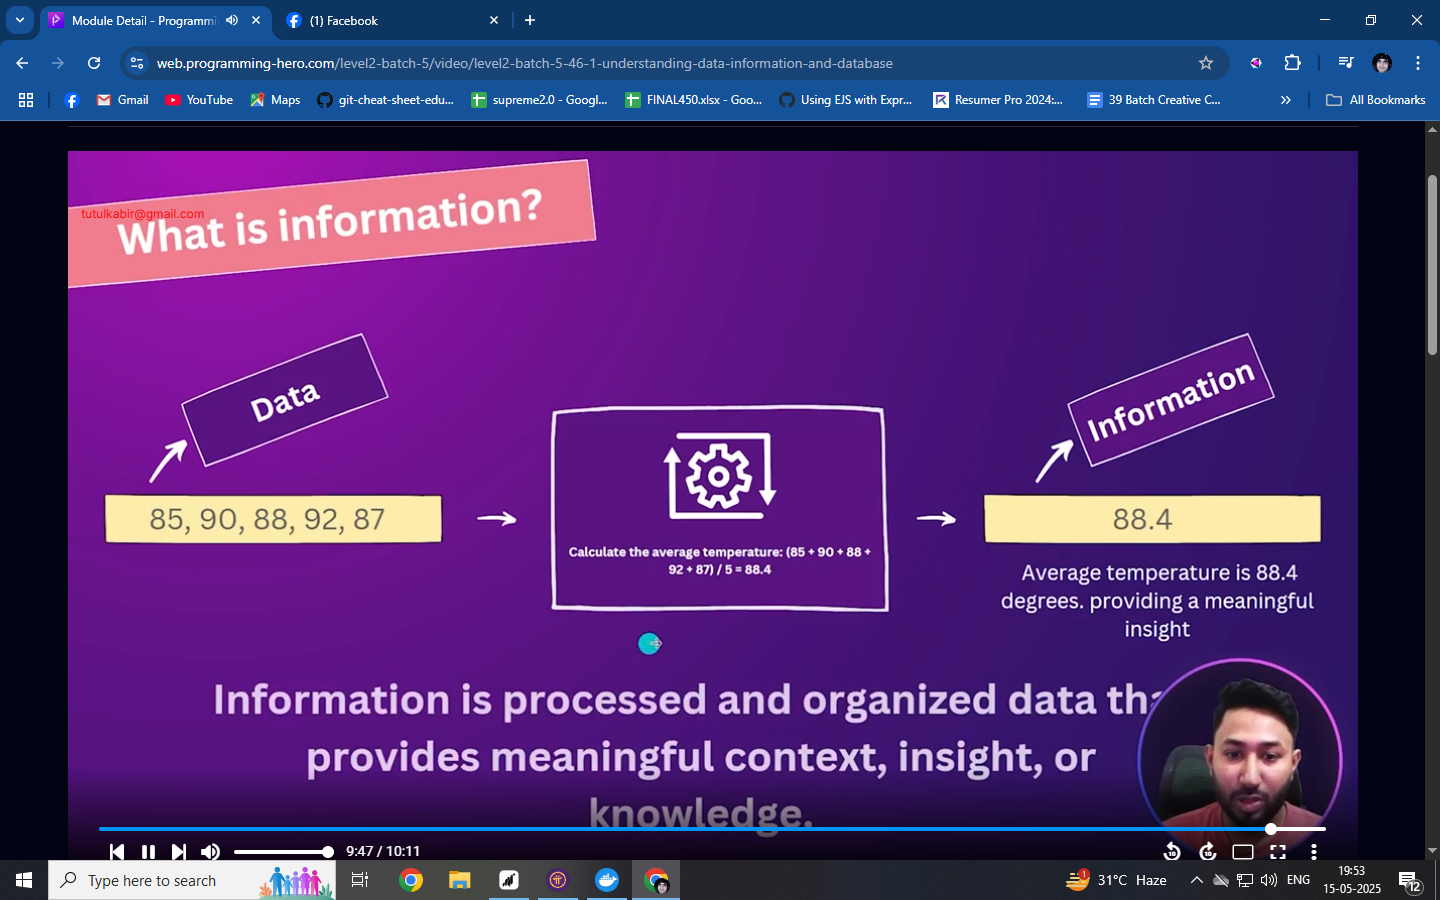 Module Detail - Programmi
(1) Facebook
web.programming-hero.com/level2-batch-5/video/level2-batch-5-46-1-understanding-data-information-and-database
Gmail
YouTube
Maps
git-cheat-sheet-edu...
supreme2.0 - Googl...
FINAL450.xlsx - Goo...
Using EJS with Expr...
Resumer Pro 2024:...
39 Batch Creative C...
All Bookmarks
What is information?
tutulkabir@gmail.com
Data
Information
85, 90, 88, 92, 87
88.4
Calculate the average temperature: (85 + 90 + 88 +
92 + 87) / 5 = 88.4
Average temperature is 88.4
degrees. providing a meaningful
insight
Information is processed and organized data tha
provides meaningful context, insight, or
knowledge.
9:47 / 10:11
10
10
Type here to search
1
31°C Haze
ENG
19:53
15-05-2025
12